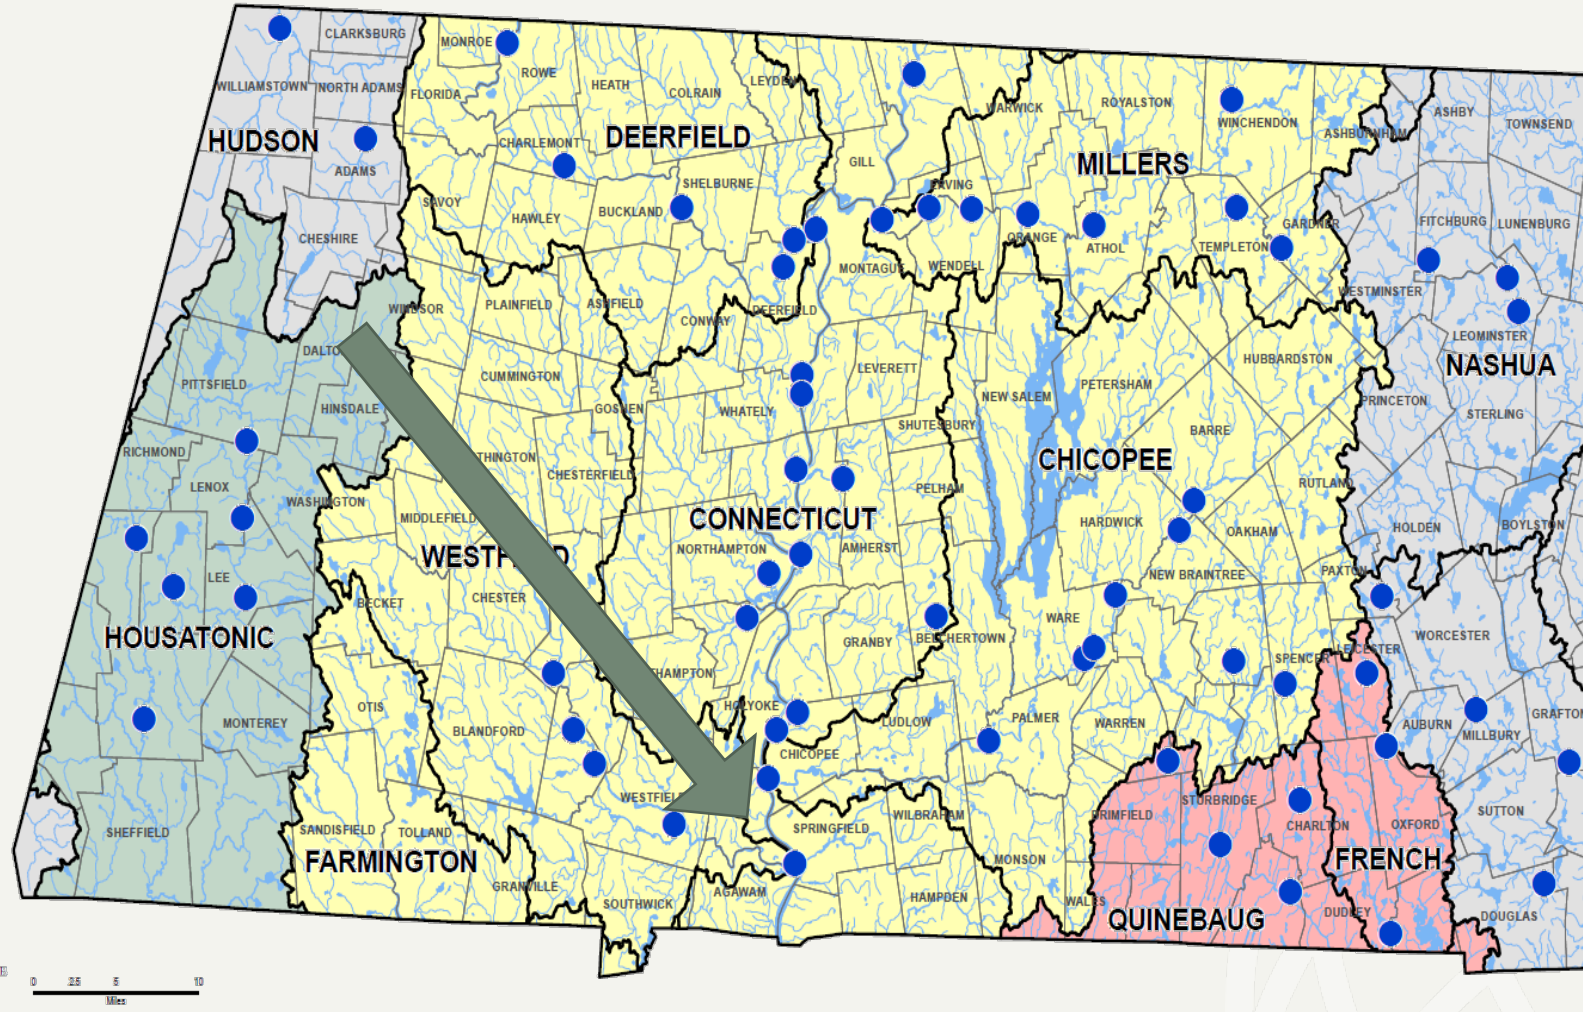 CLARKSBURG
MONROE
ROWE
WILLIAMSTOWN
NORTH ADAMS
FLORIDA
HEATH
COLRAIN
LEYDEN
WARWICK
ROYALSTON
WINCHENDON
ASHBURNHAM
ASHBY
TOWNSEND
HUDSON
CHARLEMONT
DEERFIELD
GILL
MILLERS
ADAMS
SHELBURNE
ERVING
SAVOY
HAWLEY
BUCKLAND
GARDNER
FITCHBURG
LUNENBURG
CHESHIRE
ORANGE
ATHOL
TEMPLETON
MONTAGUE
WENDELL
WESTMINSTER
WINDSOR
PLAINFIELD
ASHFIELD
CONWAY
DEERFIELD
LEOMINSTER
DALTO
HUBBARDSTON
NASHUA
PITTSFIELD
CUMMINGTON
LEVERETT
PETERSHAM
HINSDALE
GOSHEN
WHATELY
NEW SALEM
PRINCETON
STERLING
SHUTESBURY
BARRE
RICHMOND
THINGTON
CHESTERFIELD
CHICOPEE
LENOX
WASHINGTON
PELHAM
RUTLAND
MIDDLEFIELD
CONNECTICUT
HARDWICK
OAKHAM
HOLDEN
BOYLSTON
WESTF D
NORTHAMPTON
AMHERST
LEE
NEW BRAINTREE
PAXTON
BECKET
CHESTER
HOUSATONIC
GRANBY
BELCHERTOWN
WARE
WORCESTER
SPENCER
LEICESTER
HAMPTON
OTIS
HOLYOKE
MONTEREY
BLANDFORD
LUDLOW
PALMER
WARREN
AUBURN
MILLBURY
GRAFTON
CHICOPEE
WESTFIEL
STURBRIDGE
SHEFFIELD
SANDISFIELD
TOLLAND
SPRINGFIELD
WILBRAHAM
BRIMFIELD
CHARLTON
OXFORD
SUTTON
FARMINGTON
MONSON
FRENCH
GRANVILLE
SOUTHWICK
AGAWAM
HAMPDEN
WALES
QUINEBAUG
DUDLEY
DOUGLAS
0 2.5 5 10
Miles